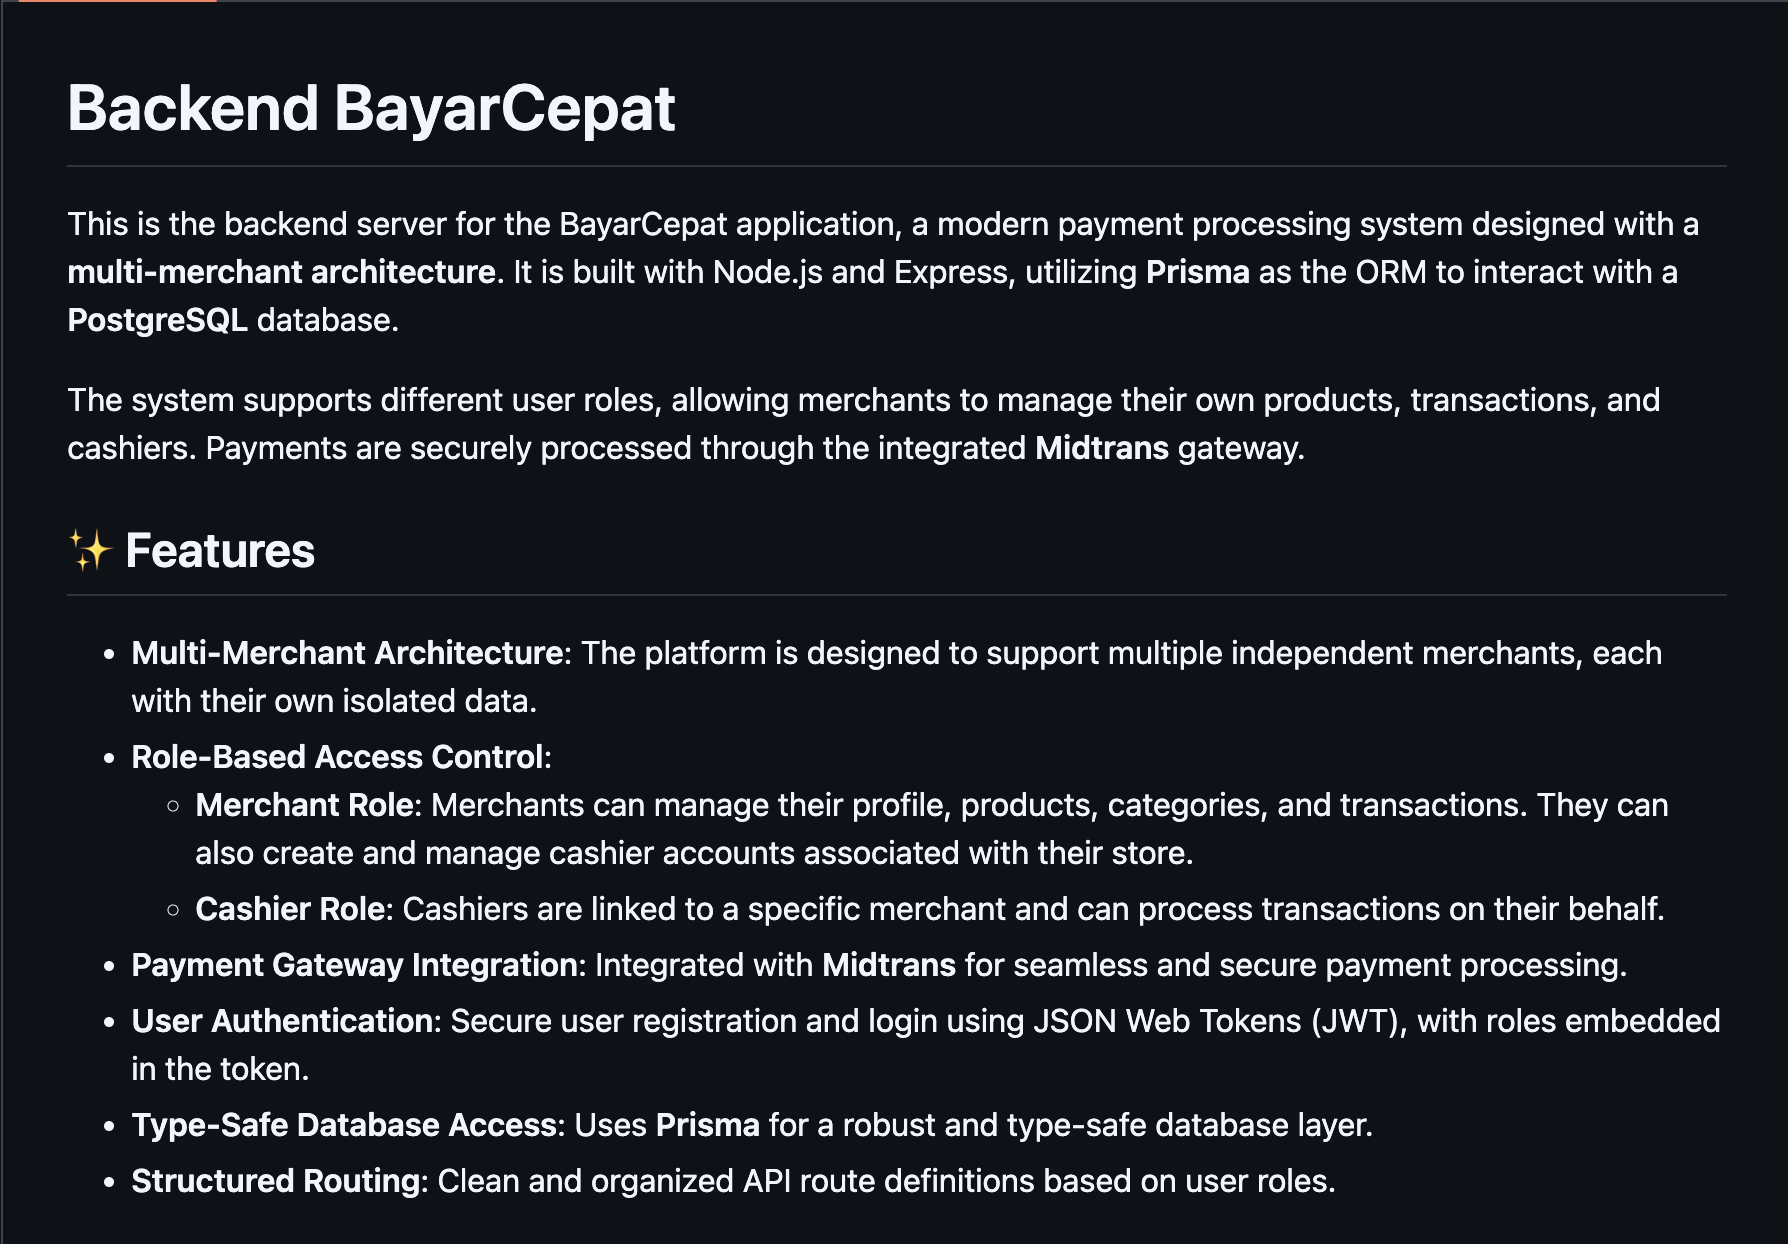 Backend BayarCepat
This is the backend server for the BayarCepat application, a modern payment processing system designed with a
multi-merchant architecture. It is built with Node.js and Express, utilizing Prisma as the ORM to interact with a
PostgreSQL database.
The system supports different user roles, allowing merchants to manage their own products, transactions, and
cashiers. Payments are securely processed through the integrated Midtrans gateway.
✨ Features
• Multi-Merchant Architecture: The platform is designed to support multiple independent merchants, each
with their own isolated data.
• Role-Based Access Control:
◦ Merchant Role: Merchants can manage their profile, products, categories, and transactions. They can
also create and manage cashier accounts associated with their store.
◦ Cashier Role: Cashiers are linked to a specific merchant and can process transactions on their behalf.
• Payment Gateway Integration: Integrated with Midtrans for seamless and secure payment processing.
• User Authentication: Secure user registration and login using JSON Web Tokens (JWT), with roles embedded
in the token.
• Type-Safe Database Access: Uses Prisma for a robust and type-safe database layer.
• Structured Routing: Clean and organized API route definitions based on user roles.